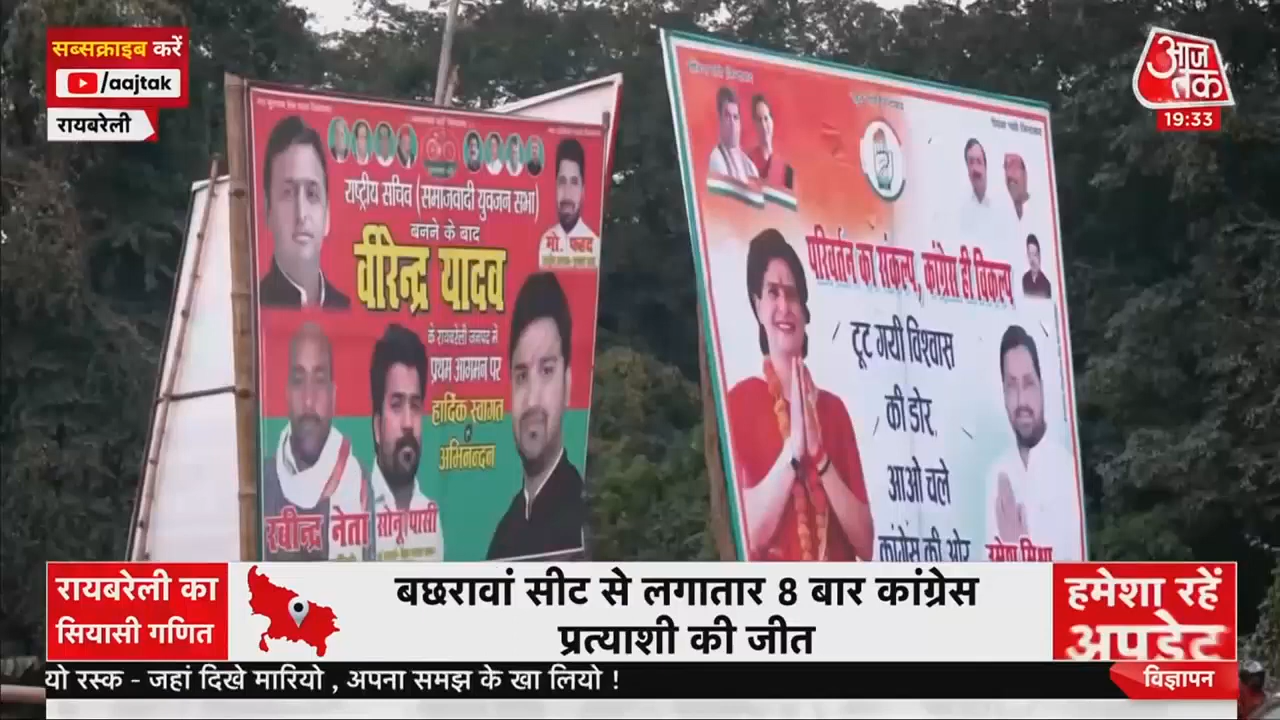 सब्सक्राइब करें
/aajtak
रायबरेली
आज
तक
19:33
राष्ट्रीय सचिव (समाजवादी युवजन सभा)
बनने के बाद
वीरेन्द्र यादव
के रायबरेली जनपद में
प्रथम आगमन पर
हार्दिक स्वागत
अभिनन्दन
मो. फहद
रवीन्द्र नेता
सोनू पासी
परिवर्तन का संकल्प, कांग्रेस ही विकल्प
टूट गयी विश्वास
की डोर,
आओ चले
कांग्रेस की ओर
रमेश मिश्रा
रायबरेली का
सियासी गणित
बछरावां सीट से लगातार 8 बार कांग्रेस
प्रत्याशी की जीत
हमेशा रहें
अपडेट
यो रस्क - जहां दिखे मारियो , अपना समझ के खा लियो !
विज्ञापन